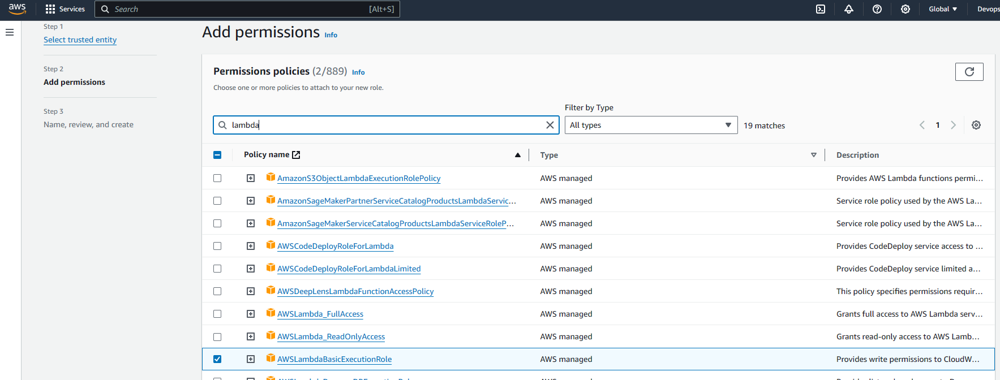 aws Services Search [Alt+S] Global Devops
Step 1
Select trusted entity
Step 2
Add permissions
Step 3
Name, review, and create
Add permissions Info
Permissions policies (2/889) Info
Choose one or more policies to attach to your new role.
Filter by Type
lambda All types 19 matches 1
Policy name Type Description
AmazonS3ObjectLambdaExecutionRolePolicy AWS managed Provides AWS Lambda functions permi...
AmazonSageMakerPartnerServiceCatalogProductsLambdaServic... AWS managed Service role policy used by the AWS La...
AmazonSageMakerServiceCatalogProductsLambdaServiceRoleP... AWS managed Service role policy used by the AWS La...
AWSCodeDeployRoleForLambda AWS managed Provides CodeDeploy service access to ...
AWSCodeDeployRoleForLambdaLimited AWS managed Provides CodeDeploy service limited a...
AWSDeepLensLambdaFunctionAccessPolicy AWS managed This policy specifies permissions requir...
AWSLambda_FullAccess AWS managed Grants full access to AWS Lambda serv...
AWSLambda_ReadOnlyAccess AWS managed Grants read-only access to AWS Lamb...
AWSLambdaBasicExecutionRole AWS managed Provides write permissions to CloudW...